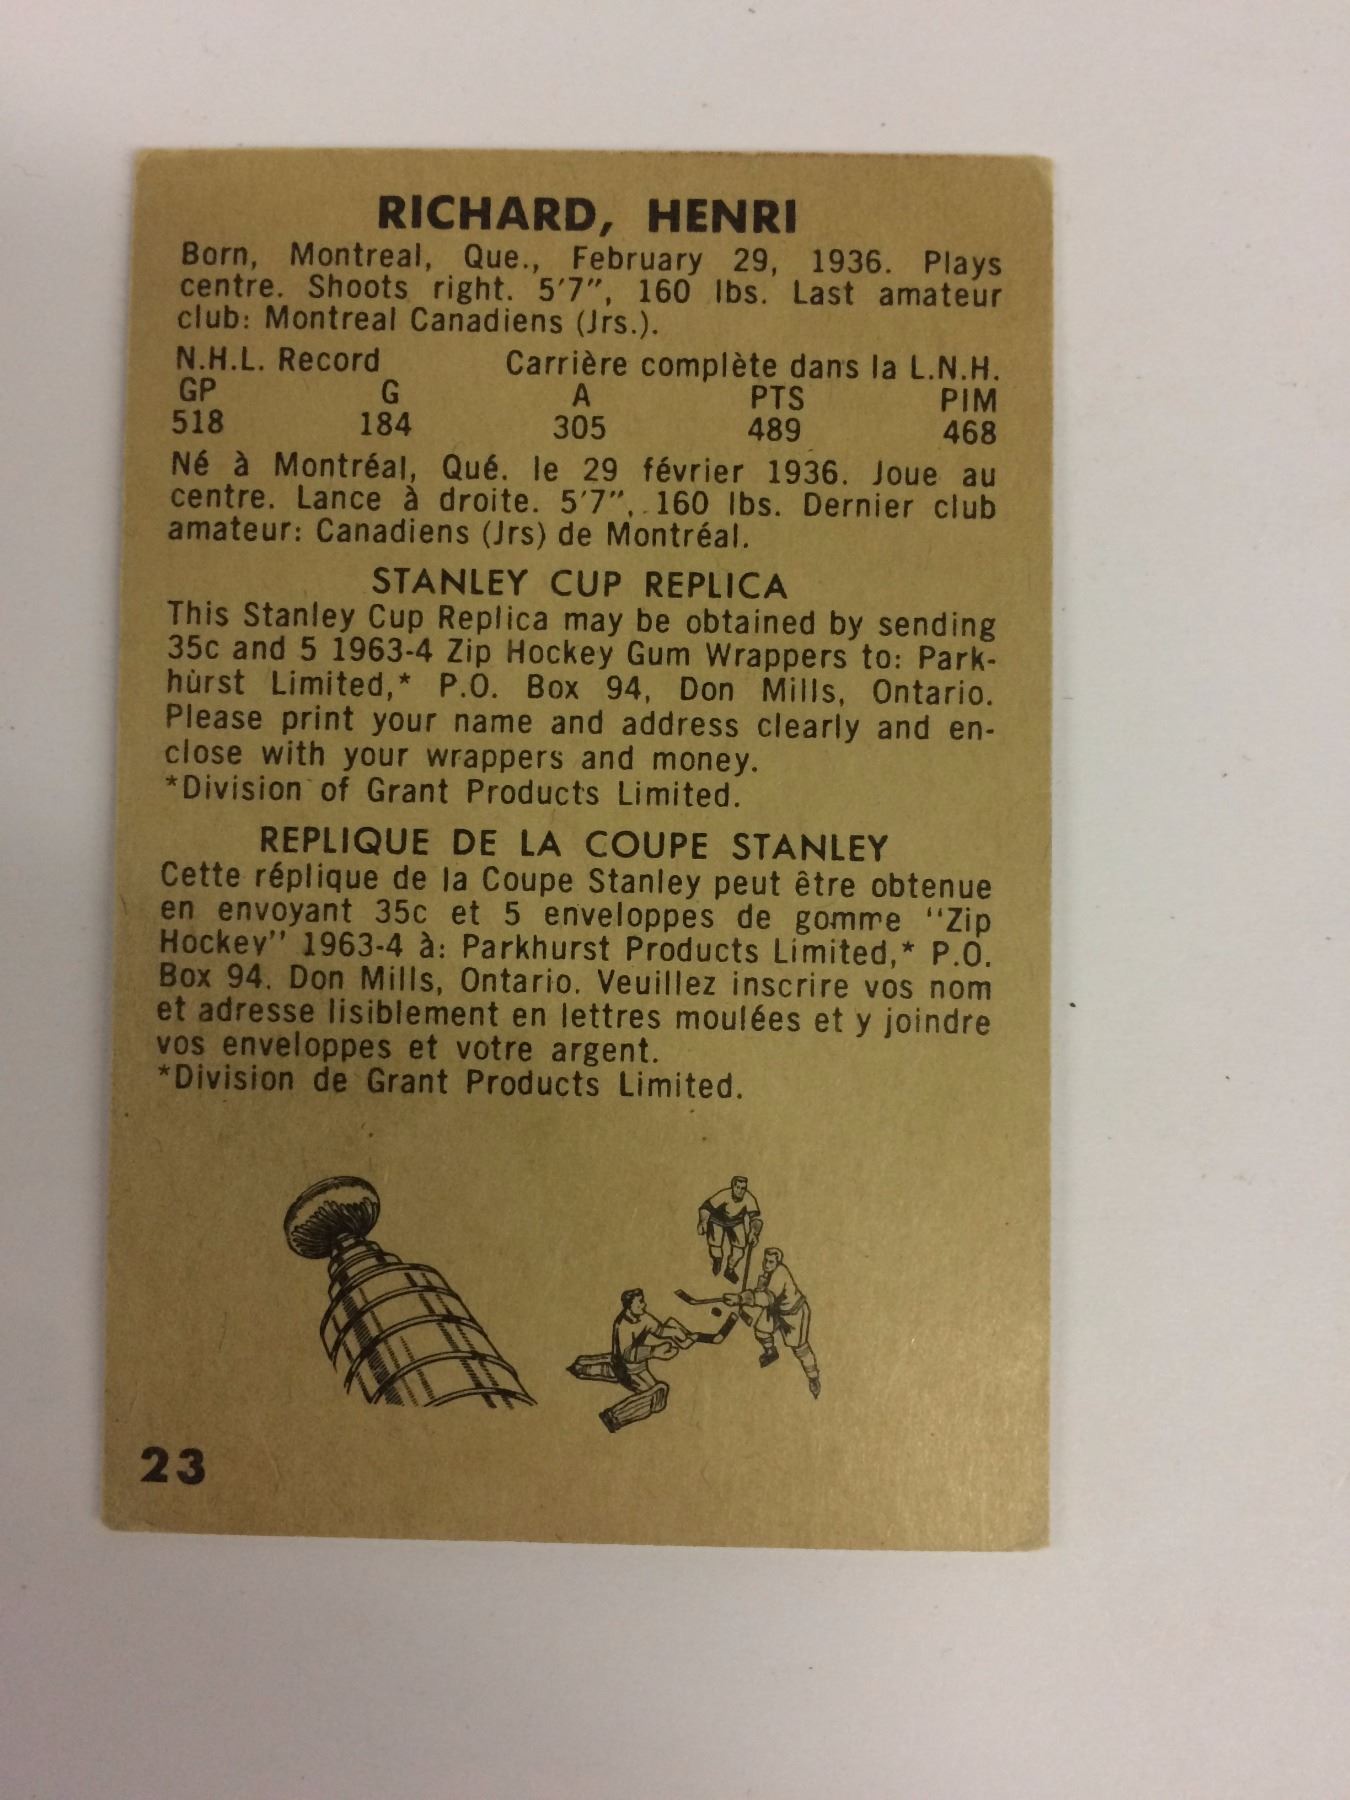 RICHARD, HENRI
Born, Montreal, Que., February 29, 1936. Plays
centre. Shoots right. 5'7", 160 lbs. Last amateur
club: Montreal Canadiens (Jrs.).
N.H.L. Record Carrière complète dans la L.N.H.
GP G A PTS PIM
518 184 305 489 468
Né à Montréal, Qué. le 29 février 1936. Joue au
centre. Lance à droite. 5'7", 160 lbs. Dernier club
amateur: Canadiens (Jrs) de Montréal.
STANLEY CUP REPLICA
This Stanley Cup Replica may be obtained by sending
35c and 5 1963-4 Zip Hockey Gum Wrappers to: Park-
hurst Limited,* P.O. Box 94, Don Mills, Ontario.
Please print your name and address clearly and en-
close with your wrappers and money.
*Division of Grant Products Limited.
REPLIQUE DE LA COUPE STANLEY
Cette réplique de la Coupe Stanley peut être obtenue
en envoyant 35c et 5 enveloppes de gomme "Zip
Hockey" 1963-4 à: Parkhurst Products Limited,* P.O.
Box 94. Don Mills, Ontario. Veuillez inscrire vos nom
et adresse lisiblement en lettres moulées et y joindre
vos enveloppes et votre argent.
*Division de Grant Products Limited.
23